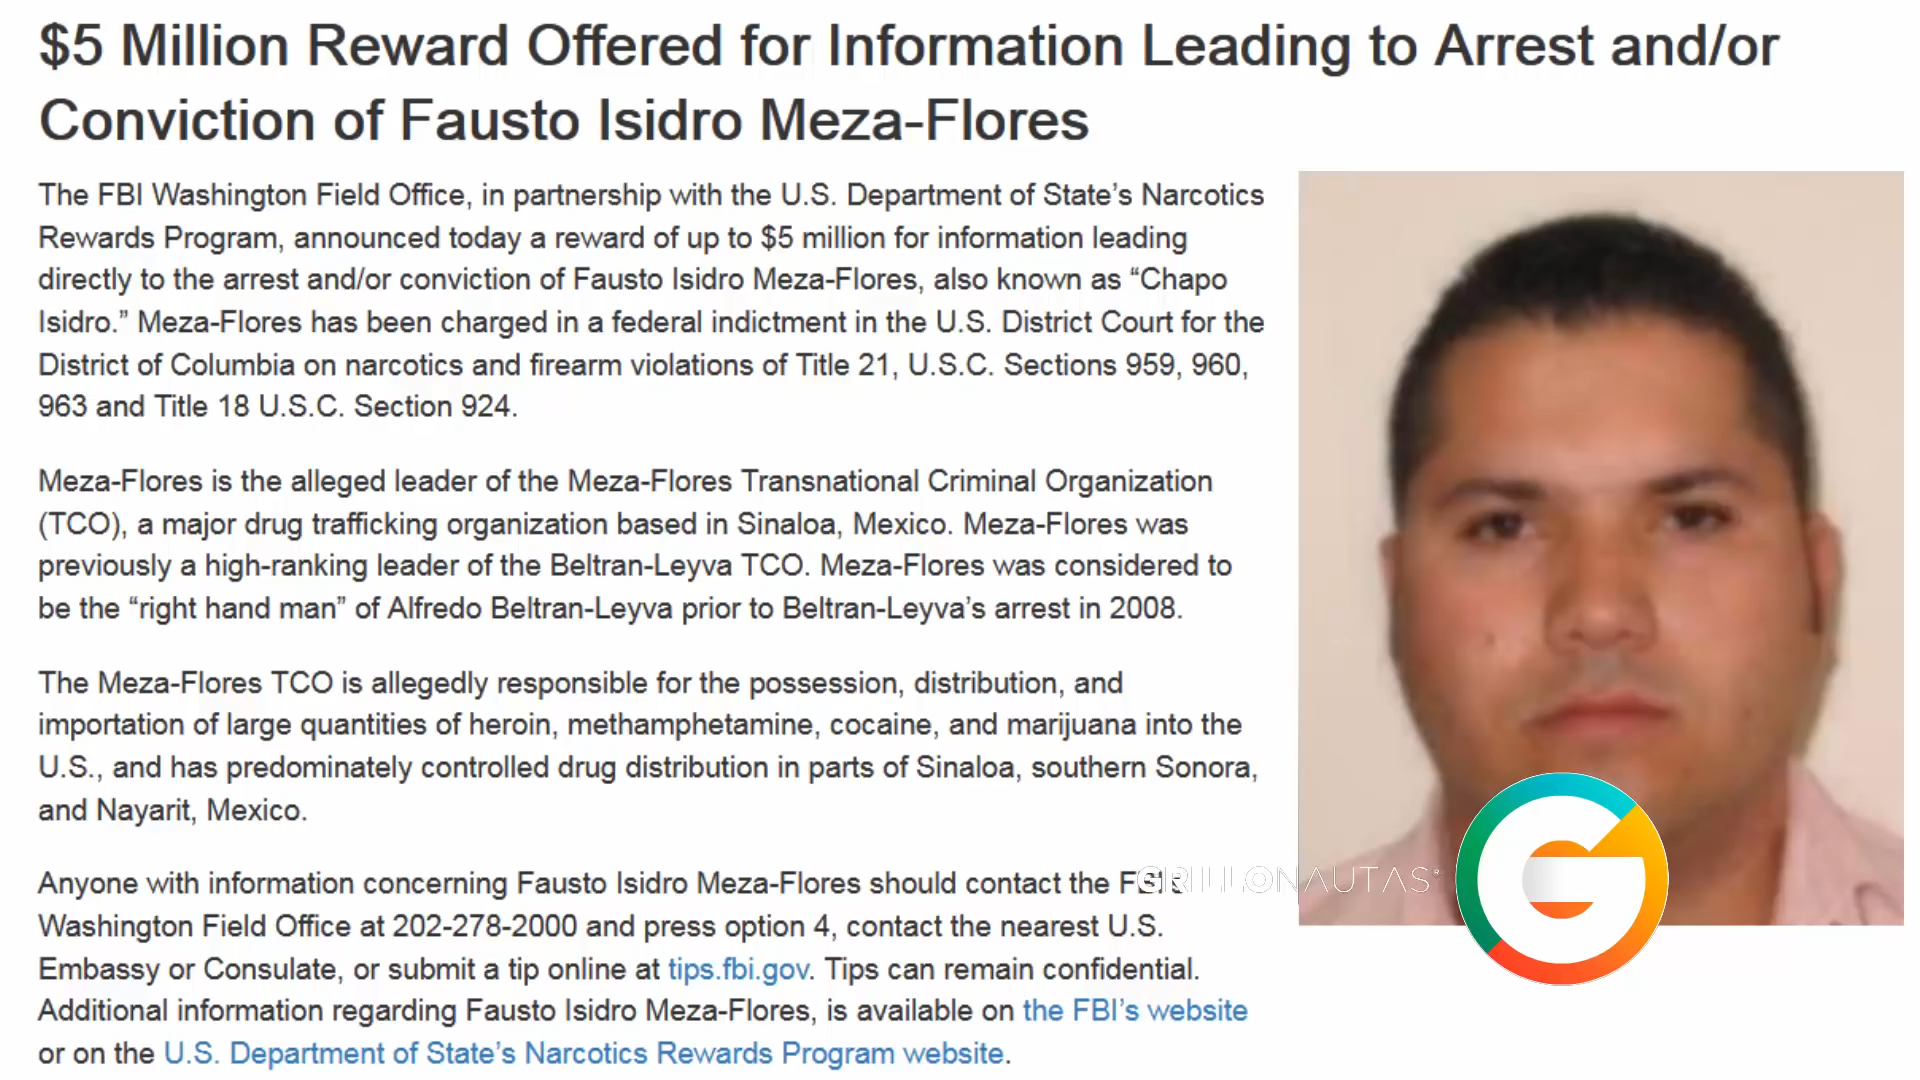 $5 Million Reward Offered for Information Leading to Arrest and/or
Conviction of Fausto Isidro Meza-Flores
The FBI Washington Field Office, in partnership with the U.S. Department of State’s Narcotics
Rewards Program, announced today a reward of up to $5 million for information leading
directly to the arrest and/or conviction of Fausto Isidro Meza-Flores, also known as “Chapo
Isidro.” Meza-Flores has been charged in a federal indictment in the U.S. District Court for the
District of Columbia on narcotics and firearm violations of Title 21, U.S.C. Sections 959, 960,
963 and Title 18 U.S.C. Section 924.
Meza-Flores is the alleged leader of the Meza-Flores Transnational Criminal Organization
(TCO), a major drug trafficking organization based in Sinaloa, Mexico. Meza-Flores was
previously a high-ranking leader of the Beltran-Leyva TCO. Meza-Flores was considered to
be the “right hand man” of Alfredo Beltran-Leyva prior to Beltran-Leyva’s arrest in 2008.
The Meza-Flores TCO is allegedly responsible for the possession, distribution, and
importation of large quantities of heroin, methamphetamine, cocaine, and marijuana into the
U.S., and has predominately controlled drug distribution in parts of Sinaloa, southern Sonora,
and Nayarit, Mexico.
Anyone with information concerning Fausto Isidro Meza-Flores should contact the FBI’s
GRILLONAUTAS®
G
Washington Field Office at 202-278-2000 and press option 4, contact the nearest U.S.
Embassy or Consulate, or submit a tip online at tips.fbi.gov. Tips can remain confidential.
Additional information regarding Fausto Isidro Meza-Flores, is available on the FBI’s website
or on the U.S. Department of State’s Narcotics Rewards Program website.